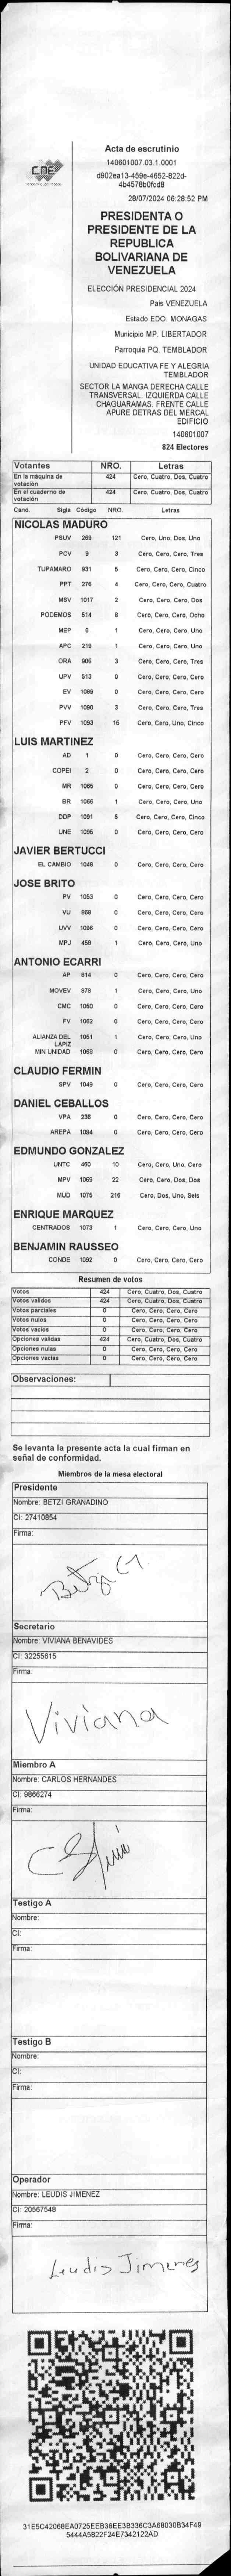 CNE
Acta de escrutinio
140601007.03.1.0001
d902ea13-459e-4652-822d-
4b4578b0fcd8
28/07/2024 06:28:52 PM
PRESIDENTA O
PRESIDENTE DE LA
REPUBLICA
BOLIVARIANA DE
VENEZUELA
ELECCIÓN PRESIDENCIAL 2024
Pais VENEZUELA
Estado EDO. MONAGAS
Municipio MP. LIBERTADOR
Parroquia PQ. TEMBLADOR
UNIDAD EDUCATIVA FE Y ALEGRIA
TEMBLADOR
SECTOR LA MANGA DERECHA CALLE
TRANSVERSAL. IZQUIERDA CALLE
CHAGUARAMAS. FRENTE CALLE
APURE DETRAS DEL MERCAL
EDIFICIO
140601007
824 Electores
Votantes NRO. Letras
En la máquina de votación 424 Cero, Cuatro, Dos, Cuatro
En el cuaderno de votación 424 Cero, Cuatro, Dos, Cuatro
Cand. Sigla Código NRO. Letras
NICOLAS MADURO
PSUV 269 121 Cero, Uno, Dos, Uno
PCV 9 3 Cero, Cero, Cero, Tres
TUPAMARO 931 5 Cero, Cero, Cero, Cinco
PPT 276 4 Cero, Cero, Cero, Cuatro
MSV 1017 2 Cero, Cero, Cero, Dos
PODEMOS 514 8 Cero, Cero, Cero, Ocho
MEP 6 1 Cero, Cero, Cero, Uno
APC 219 1 Cero, Cero, Cero, Uno
ORA 906 3 Cero, Cero, Cero, Tres
UPV 513 0 Cero, Cero, Cero, Cero
EV 1089 0 Cero, Cero, Cero, Cero
PVV 1090 3 Cero, Cero, Cero, Tres
PFV 1093 15 Cero, Cero, Uno, Cinco
LUIS MARTINEZ
AD 1 0 Cero, Cero, Cero, Cero
COPEI 2 0 Cero, Cero, Cero, Cero
MR 1065 0 Cero, Cero, Cero, Cero
BR 1066 1 Cero, Cero, Cero, Uno
DDP 1091 5 Cero, Cero, Cero, Cinco
UNE 1095 0 Cero, Cero, Cero, Cero
JAVIER BERTUCCI
EL CAMBIO 1048 0 Cero, Cero, Cero, Cero
JOSE BRITO
PV 1053 0 Cero, Cero, Cero, Cero
VU 868 0 Cero, Cero, Cero, Cero
UVV 1096 0 Cero, Cero, Cero, Cero
MPJ 458 1 Cero, Cero, Cero, Uno
ANTONIO ECARRI
AP 814 0 Cero, Cero, Cero, Cero
MOVEV 878 1 Cero, Cero, Cero, Uno
CMC 1050 0 Cero, Cero, Cero, Cero
FV 1062 0 Cero, Cero, Cero, Cero
ALIANZA DEL LAPIZ 1051 1 Cero, Cero, Cero, Uno
MIN UNIDAD 1068 0 Cero, Cero, Cero, Cero
CLAUDIO FERMIN
SPV 1049 0 Cero, Cero, Cero, Cero
DANIEL CEBALLOS
VPA 236 0 Cero, Cero, Cero, Cero
AREPA 1094 0 Cero, Cero, Cero, Cero
EDMUNDO GONZALEZ
UNTC 460 10 Cero, Cero, Uno, Cero
MPV 1069 22 Cero, Cero, Dos, Dos
MUD 1075 216 Cero, Dos, Uno, Seis
ENRIQUE MARQUEZ
CENTRADOS 1073 1 Cero, Cero, Cero, Uno
BENJAMIN RAUSSEO
CONDE 1092 0 Cero, Cero, Cero, Cero
Resumen de votos
Votos 424 Cero, Cuatro, Dos, Cuatro
Votos validos 424 Cero, Cuatro, Dos, Cuatro
Votos parciales 0 Cero, Cero, Cero, Cero
Votos nulos 0 Cero, Cero, Cero, Cero
Votos vacios 0 Cero, Cero, Cero, Cero
Opciones validas 424 Cero, Cuatro, Dos, Cuatro
Opciones nulas 0 Cero, Cero, Cero, Cero
Opciones vacias 0 Cero, Cero, Cero, Cero
Observaciones:
Se levanta la presente acta la cual firman en
señal de conformidad.
Miembros de la mesa electoral
Presidente
Nombre: BETZI GRANADINO
CI: 27410854
Firma:
Betzi G
Secretario
Nombre: VIVIANA BENAVIDES
CI: 32255615
Firma:
Viviana
Miembro A
Nombre: CARLOS HERNANDES
CI: 9866274
Firma:
Testigo A
Nombre:
CI:
Firma:
Testigo B
Nombre:
CI:
Firma:
Operador
Nombre: LEUDIS JIMENEZ
CI: 20567548
Firma:
Leudis Jimenez
31E5C42068EA0725EEB36EE3B336C3A68030B34F49
5444A5822F24E7342122AD